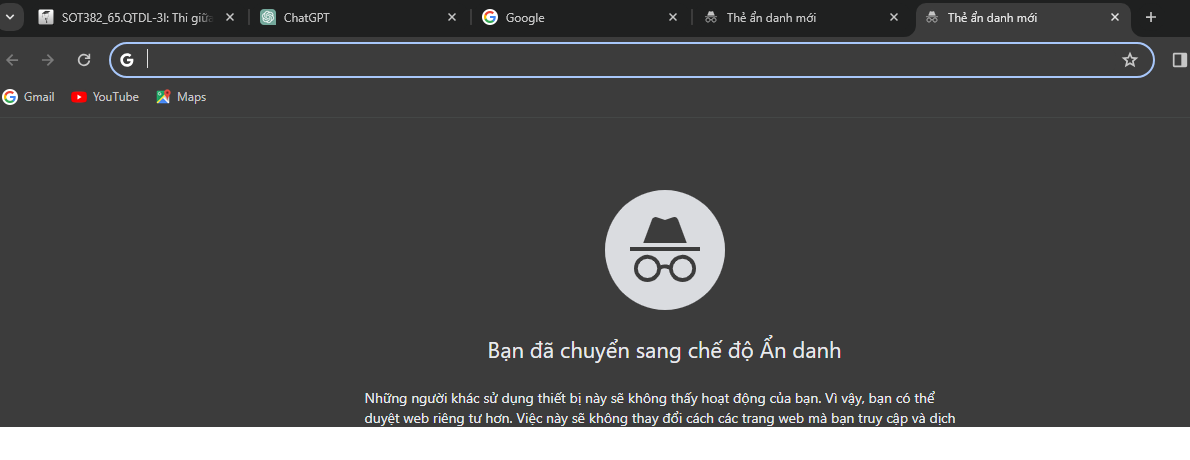 SOT382_65.QTDL-3I: Thi giữa
ChatGPT
Google
Thẻ ẩn danh mới
Thẻ ẩn danh mới
Gmail
YouTube
Maps
Bạn đã chuyển sang chế độ Ẩn danh
Những người khác sử dụng thiết bị này sẽ không thấy hoạt động của bạn. Vì vậy, bạn có thể
duyệt web riêng tư hơn. Việc này sẽ không thay đổi cách các trang web mà bạn truy cập và dịch